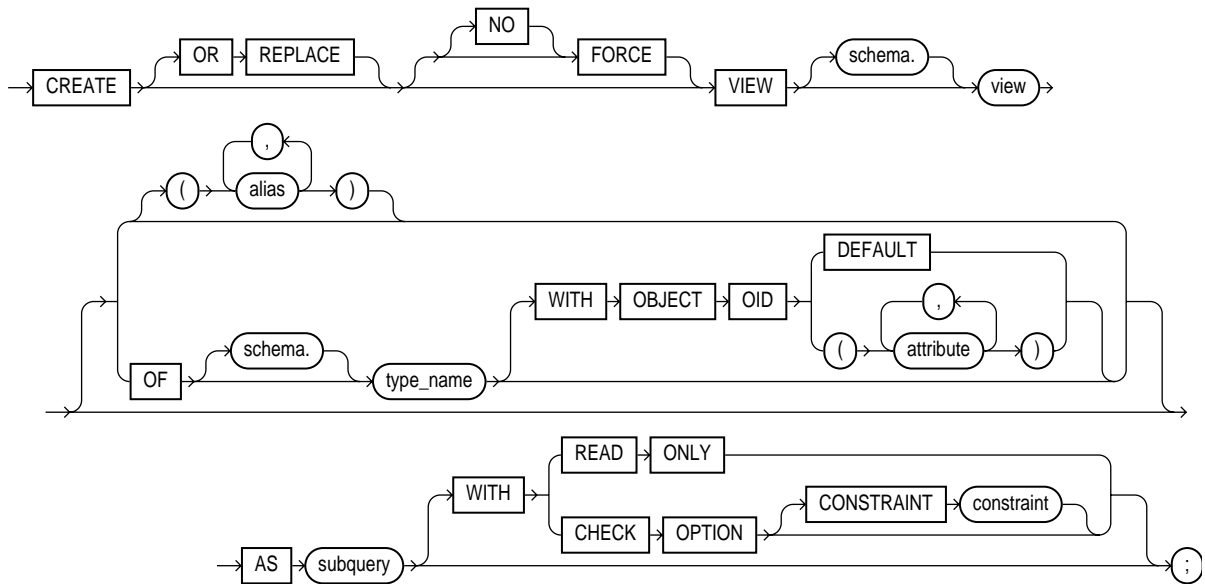 NO
OR REPLACE FORCE schema.
CREATE VIEW view
,
( alias )
DEFAULT
WITH OBJECT OID
,
schema. ( attribute )
OF type_name
READ ONLY
WITH
CONSTRAINT constraint
CHECK OPTION
AS subquery ;